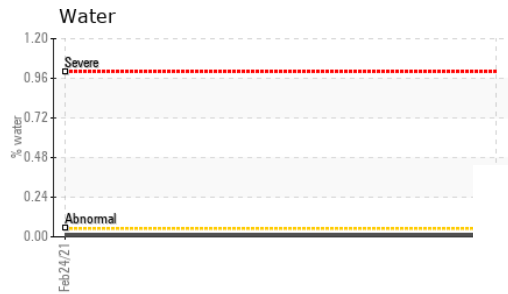 Water
1.20
Severe
0.96
0.72
% water
0.48
0.24
Abnormal
0.00
Feb24/21